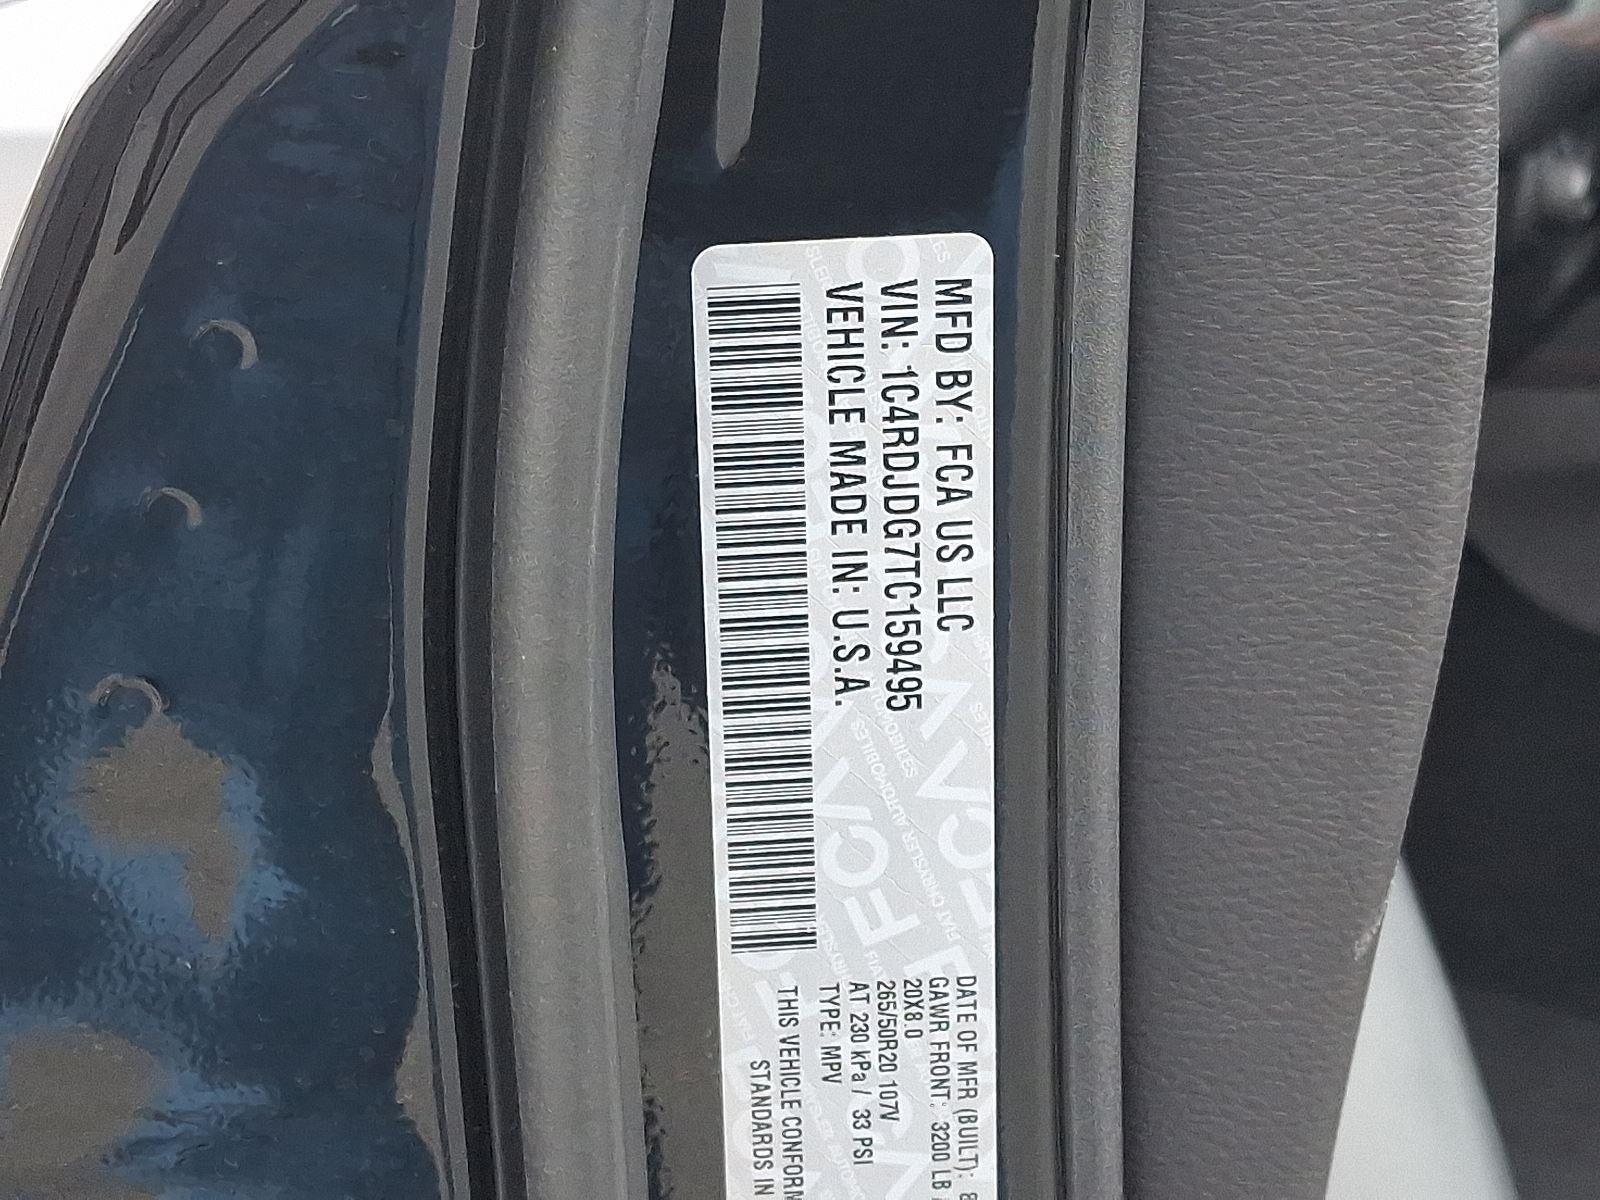 MFD BY: FCA US LLC
VIN: 1C4RDJDG7TC159495
VEHICLE MADE IN: U.S.A.
DATE OF MFR (BUILT): 8
GAWR FRONT: 3200 LB
20X8.0
265/50R20 107V
AT 230 kPa / 33 PSI
TYPE: MPV
THIS VEHICLE CONFORM
STANDARDS IN